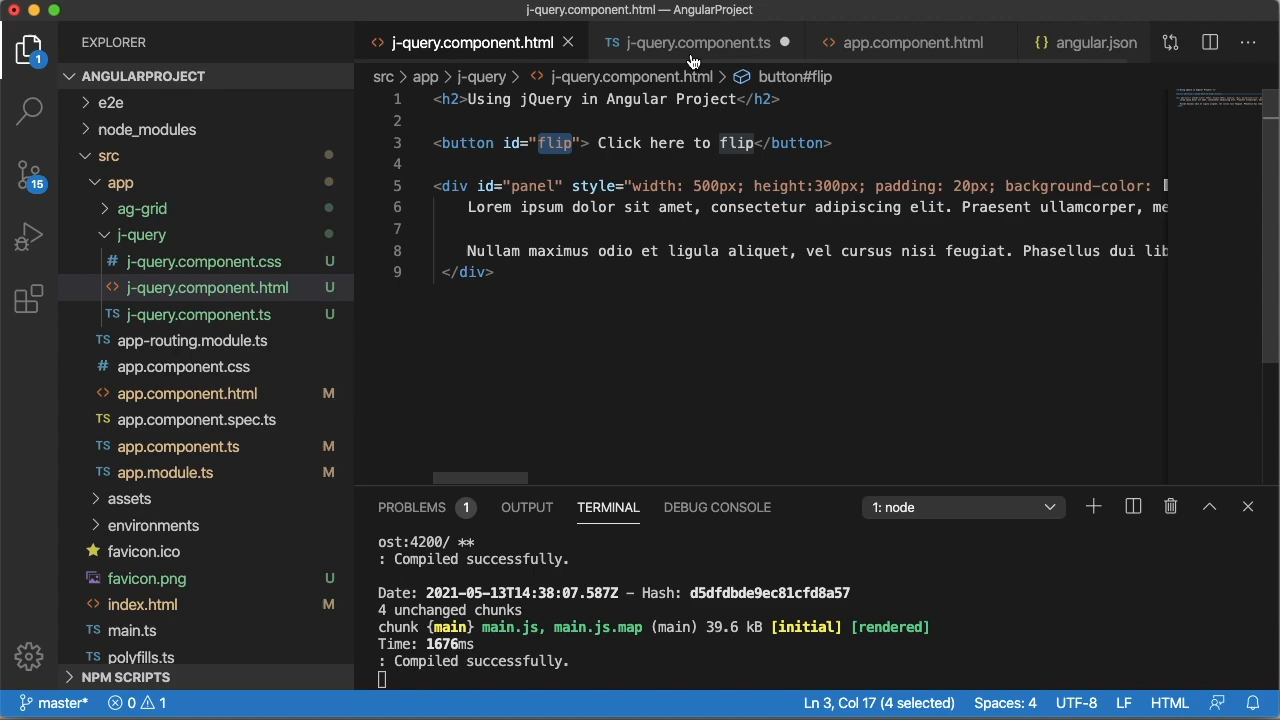 j-query.component.html — AngularProject
EXPLORER
j-query.component.html
TS j-query.component.ts
app.component.html
{} angular.json
ANGULARPROJECT
src > app > j-query > j-query.component.html > button#flip
e2e
node_modules
src
app
ag-grid
j-query
# j-query.component.css U
<> j-query.component.html U
TS j-query.component.ts U
TS app-routing.module.ts
# app.component.css
<> app.component.html M
TS app.component.spec.ts
TS app.component.ts M
TS app.module.ts M
assets
environments
favicon.ico
favicon.png U
<> index.html M
TS main.ts
TS polyfills.ts
NPM SCRIPTS
1
15
1 <h2>Using jQuery in Angular Project</h2>
2
3 <button id="flip"> Click here to flip</button>
4
5 <div id="panel" style="width: 500px; height:300px; padding: 20px; background-color:
6 Lorem ipsum dolor sit amet, consectetur adipiscing elit. Praesent ullamcorper, me
7
8 Nullam maximus odio et ligula aliquet, vel cursus nisi feugiat. Phasellus dui lib
9 </div>
PROBLEMS 1 OUTPUT TERMINAL DEBUG CONSOLE 1: node
ost:4200/ **
: Compiled successfully.
Date: 2021-05-13T14:38:07.587Z - Hash: d5dfdbde9ec81cfd8a57
4 unchanged chunks
chunk {main} main.js, main.js.map (main) 39.6 kB [initial] [rendered]
Time: 1676ms
: Compiled successfully.
master* 0 1 Ln 3, Col 17 (4 selected) Spaces: 4 UTF-8 LF HTML